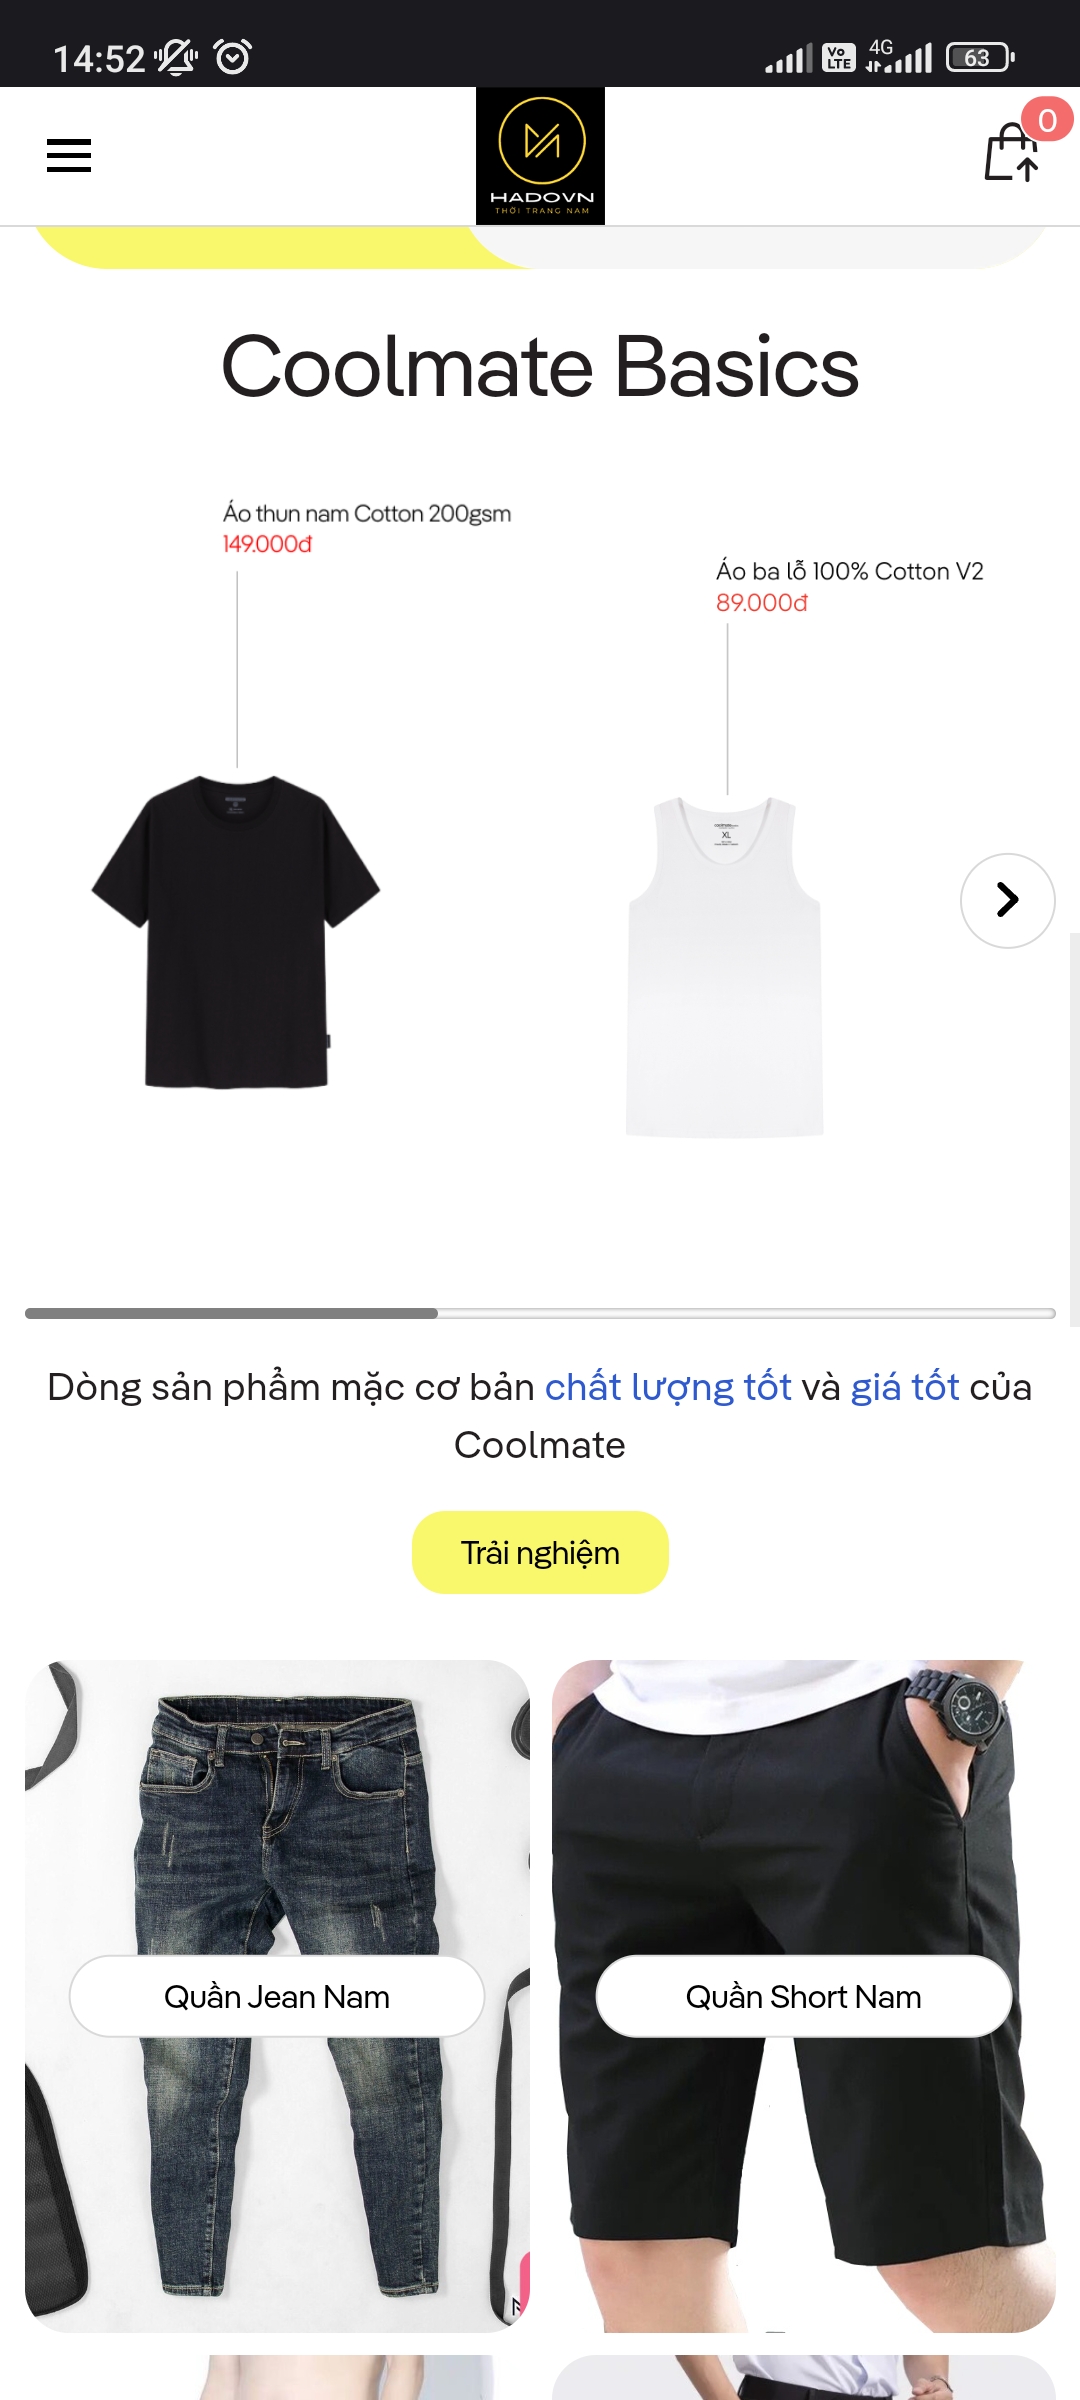 14:52
Vo
LTE
4G
63
0
HADOVN
THỜI TRANG NAM
Coolmate Basics
Áo thun nam Cotton 200gsm
149.000đ
Áo ba lỗ 100% Cotton V2
89.000đ
XL
Dòng sản phẩm mặc cơ bản chất lượng tốt và giá tốt của
Coolmate
Trải nghiệm
Quần Jean Nam
Quần Short Nam